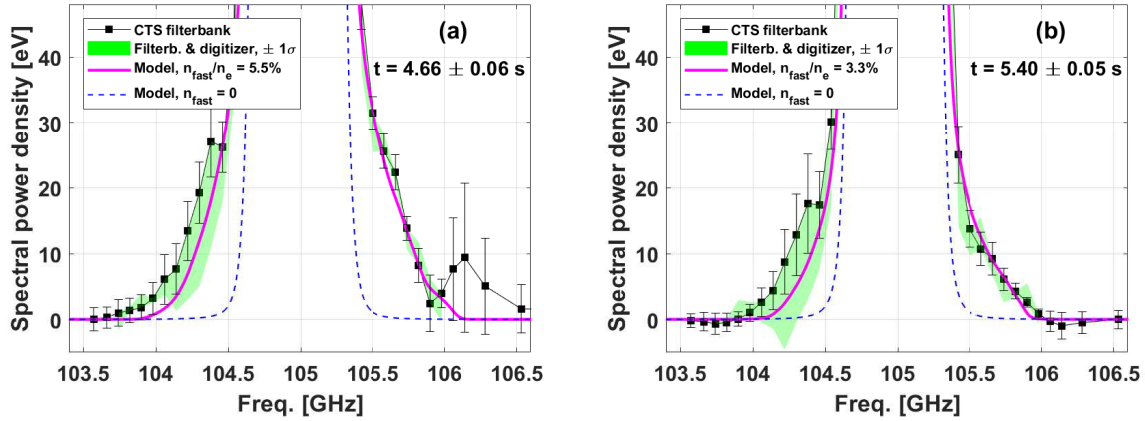 (a)
CTS filterbank
Filterb. & digitizer, ± 1σ
Model, n_fast/n_e = 5.5%
Model, n_fast = 0
t = 4.66 ± 0.06 s
Spectral power density [eV]
40
30
20
10
0
103.5 104 104.5 105 105.5 106 106.5
Freq. [GHz]
(b)
CTS filterbank
Filterb. & digitizer, ± 1σ
Model, n_fast/n_e = 3.3%
Model, n_fast = 0
t = 5.40 ± 0.05 s
Spectral power density [eV]
40
30
20
10
0
103.5 104 104.5 105 105.5 106 106.5
Freq. [GHz]